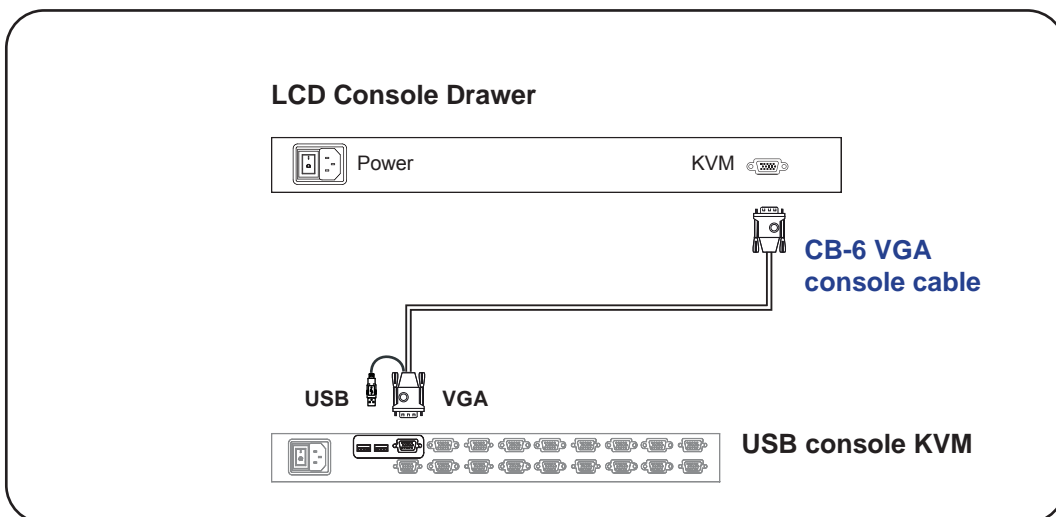 LCD Console Drawer
Power
KVM
CB-6 VGA
console cable
USB
VGA
USB console KVM